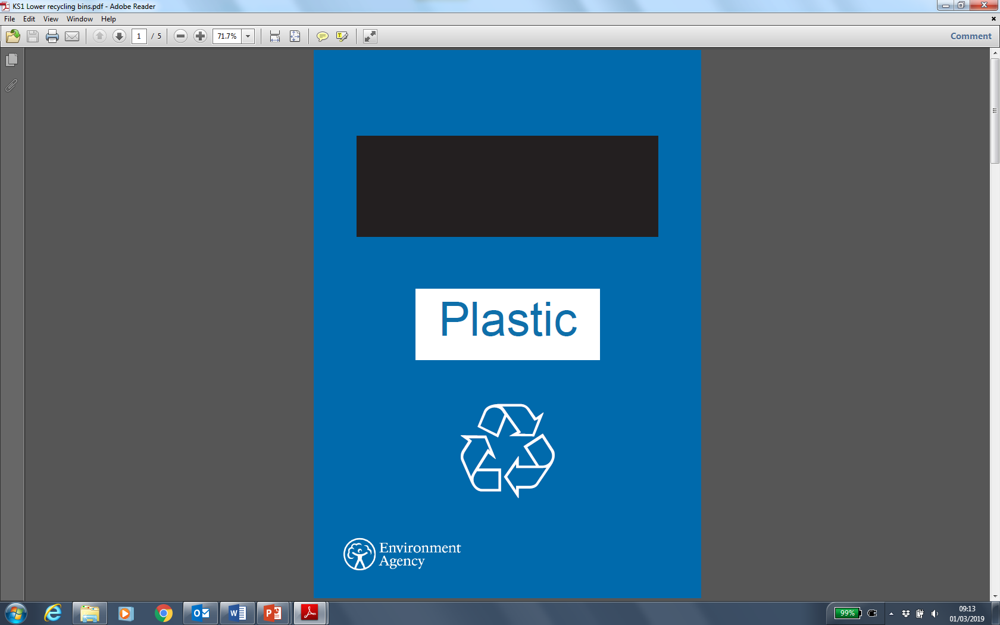 KS1 Lower recycling bins.pdf - Adobe Reader
File Edit View Window Help
1 / 5 71.7% Comment
Plastic
Environment
Agency
99%
09:13
01/03/2019